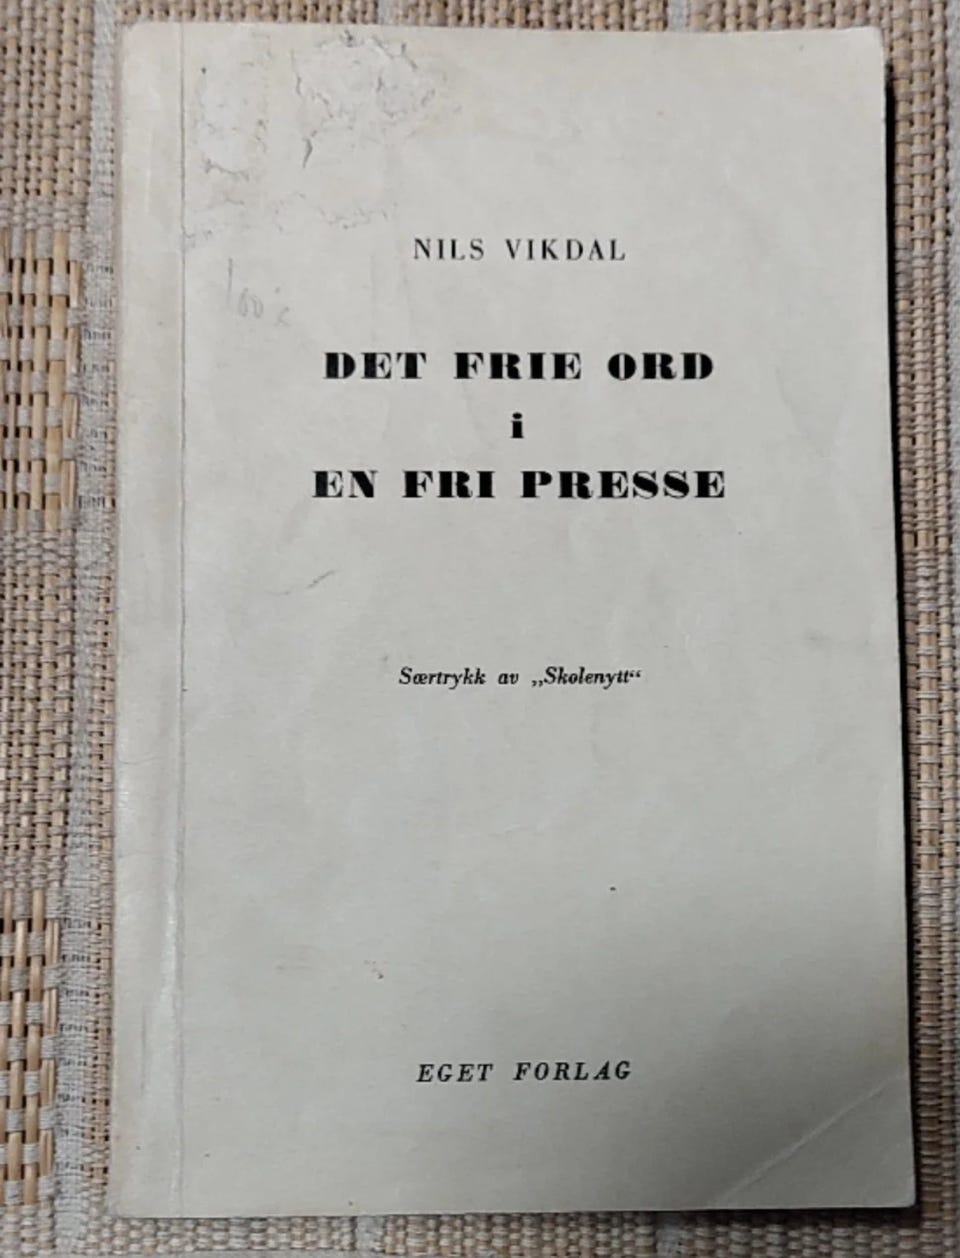 NILS VIKDAL
DET FRIE ORD
i
EN FRI PRESSE
Særtrykk av „Skolenytt“
EGET FORLAG